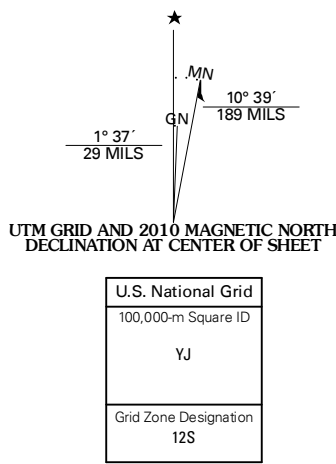 ★
MN
GN
10° 39´
189 MILS
1° 37´
29 MILS
UTM GRID AND 2010 MAGNETIC NORTH
DECLINATION AT CENTER OF SHEET
U.S. National Grid
100,000-m Square ID
YJ
Grid Zone Designation
12S